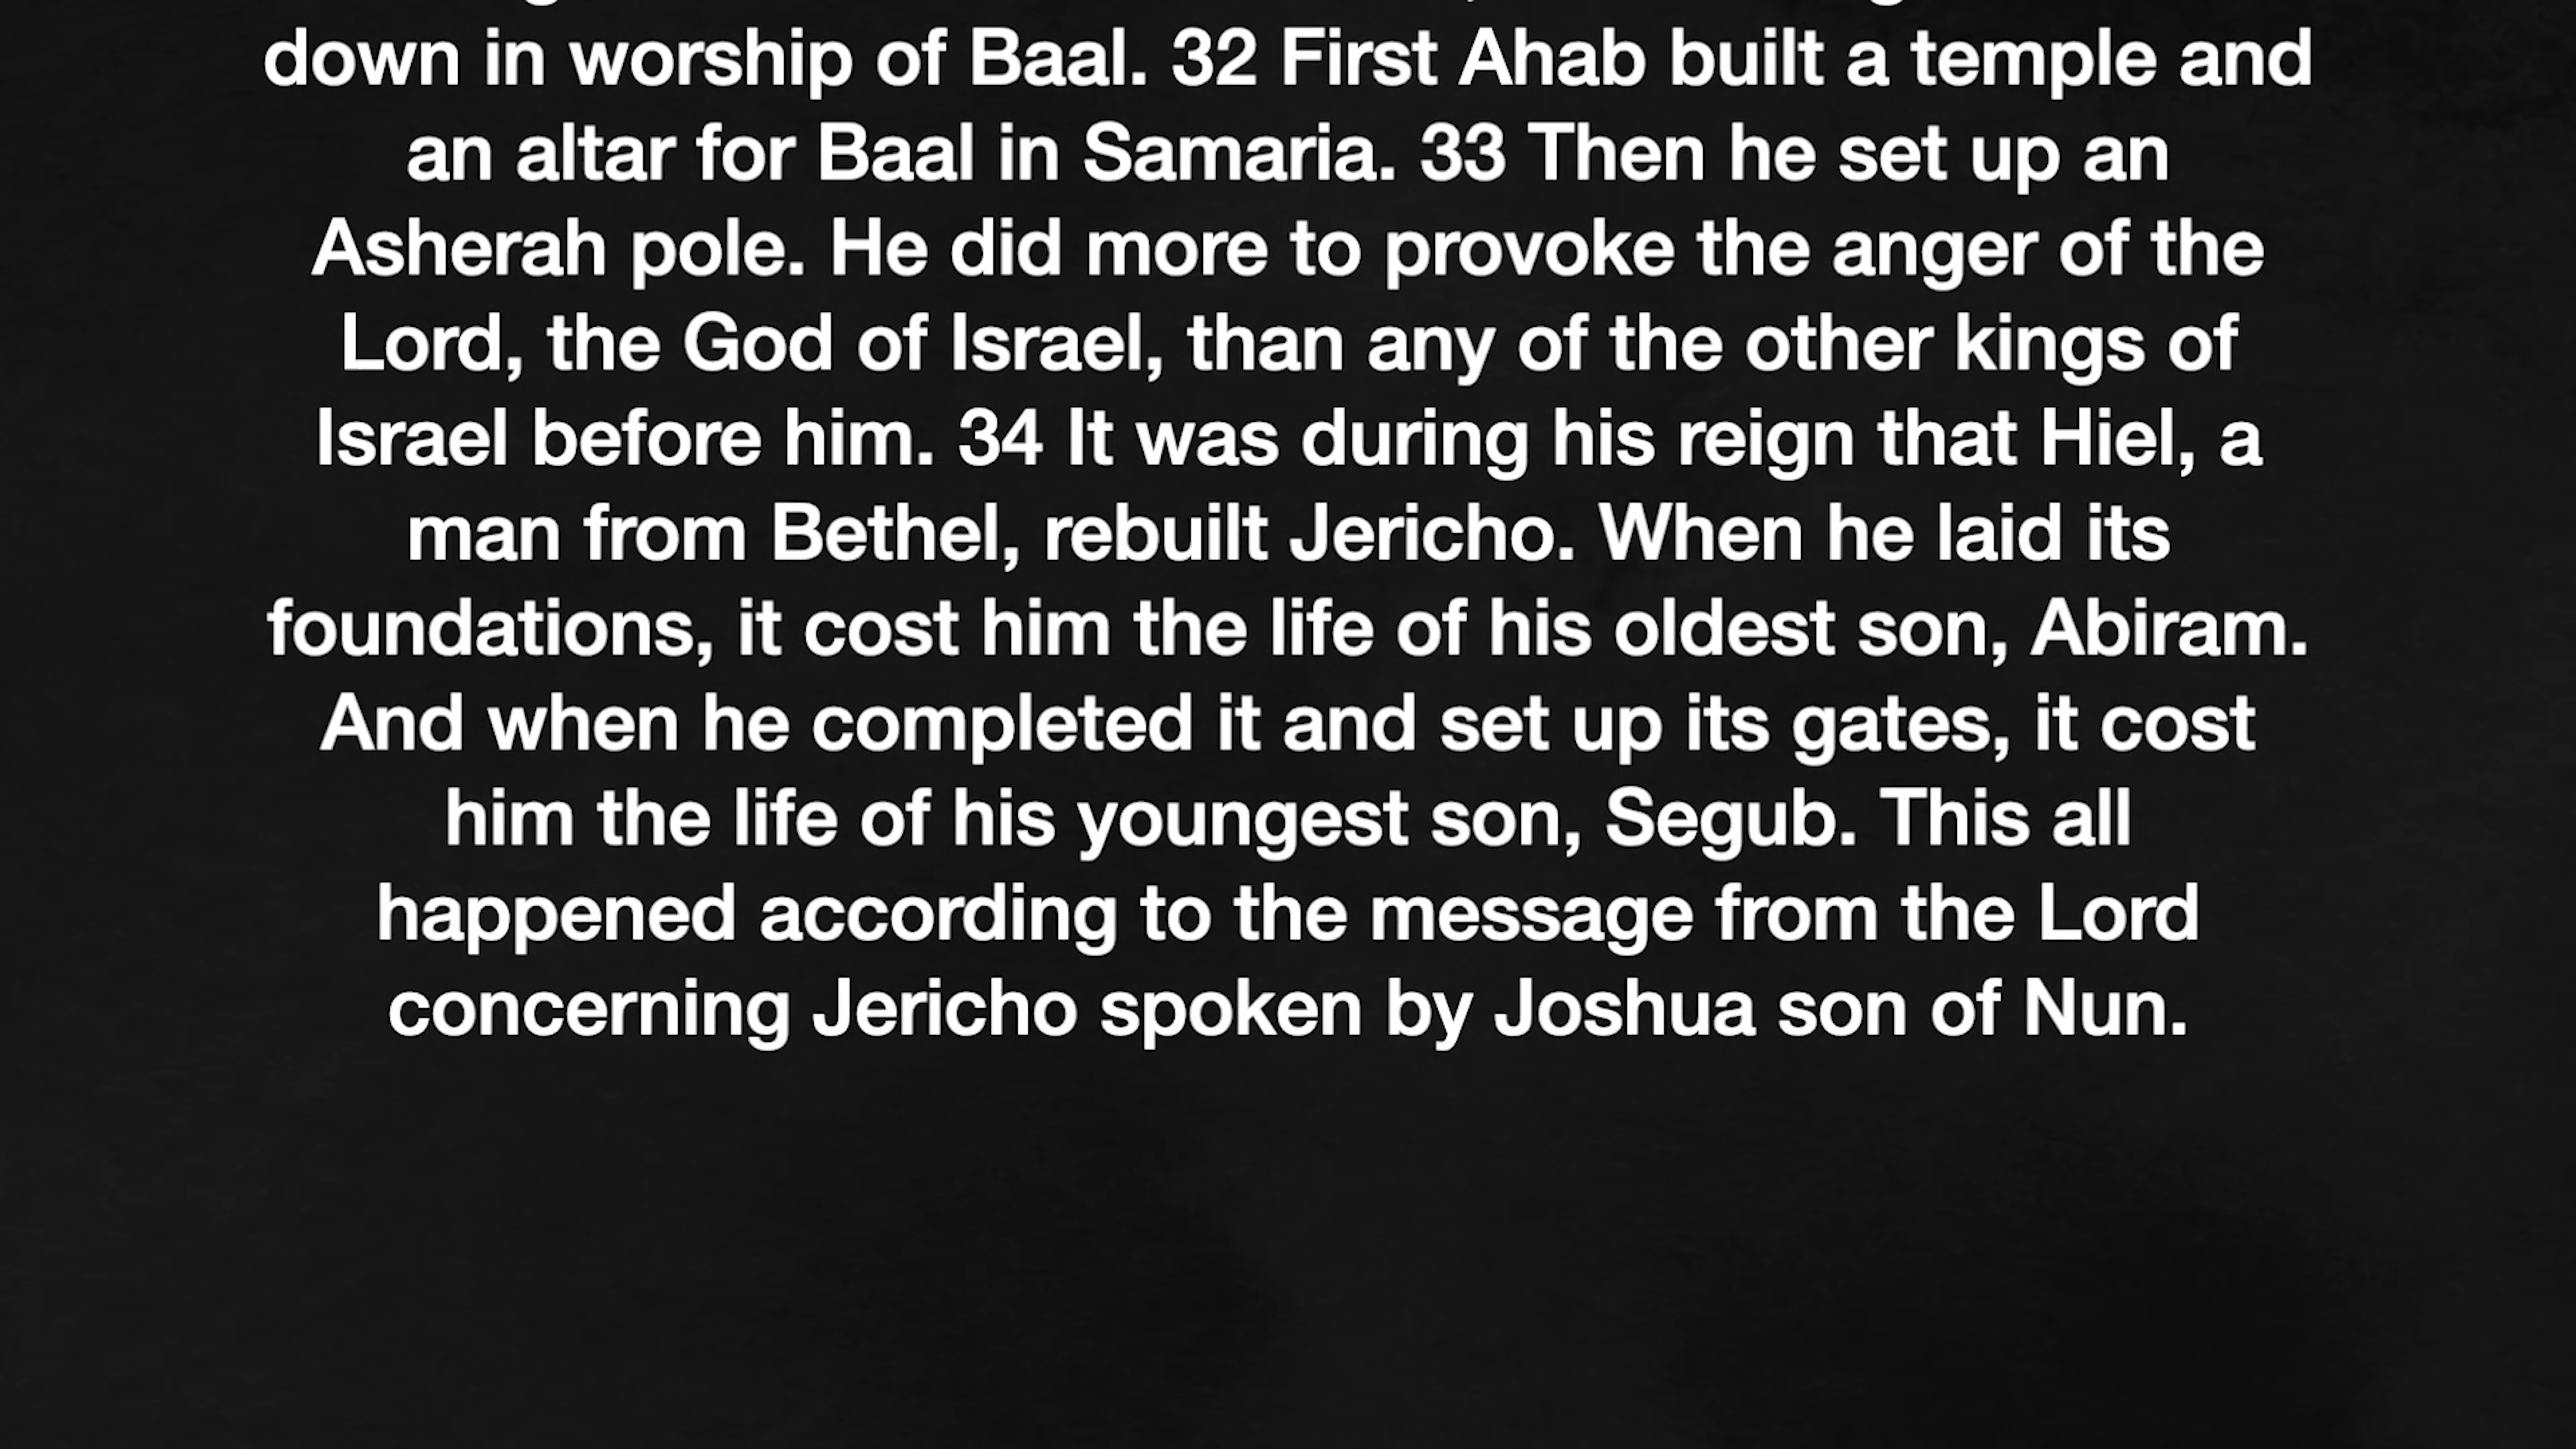 down in worship of Baal. 32 First Ahab built a temple and
an altar for Baal in Samaria. 33 Then he set up an
Asherah pole. He did more to provoke the anger of the
Lord, the God of Israel, than any of the other kings of
Israel before him. 34 It was during his reign that Hiel, a
man from Bethel, rebuilt Jericho. When he laid its
foundations, it cost him the life of his oldest son, Abiram.
And when he completed it and set up its gates, it cost
him the life of his youngest son, Segub. This all
happened according to the message from the Lord
concerning Jericho spoken by Joshua son of Nun.